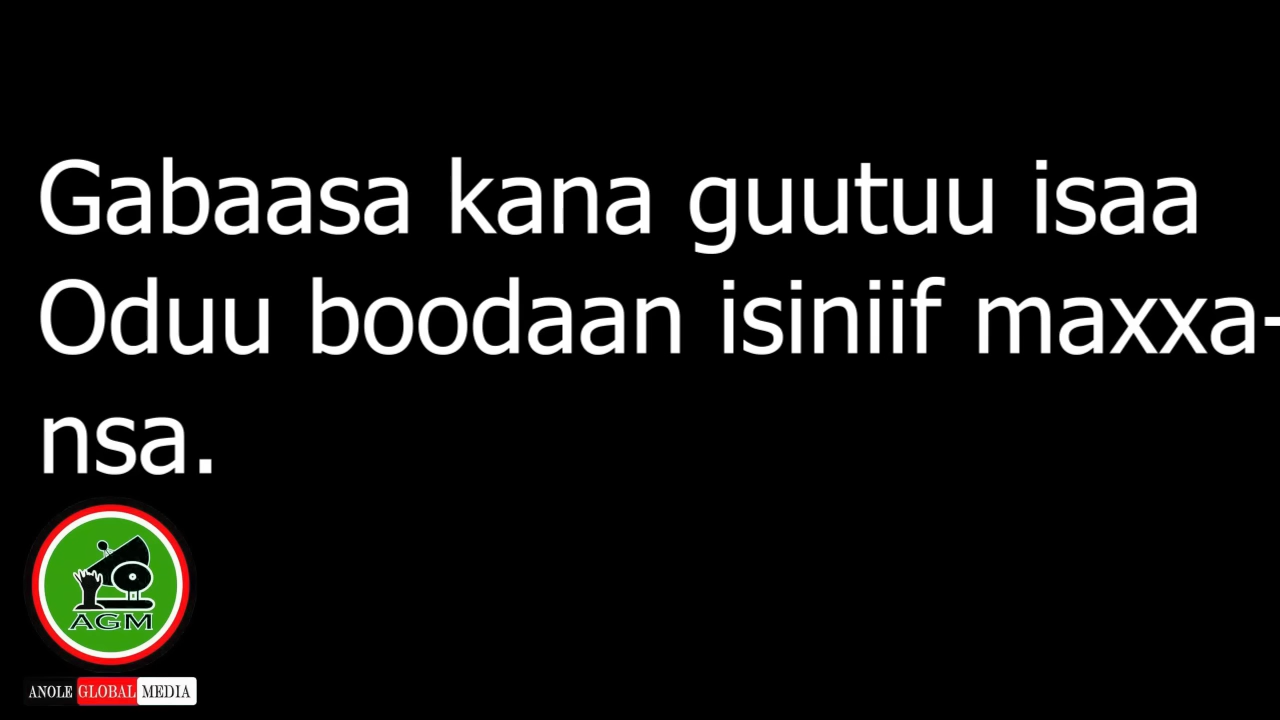 Gabaasa kana guutuu isaa
Oduu boodaan isiniif maxxa-
nsa.
AGM
ANOLE GLOBAL MEDIA